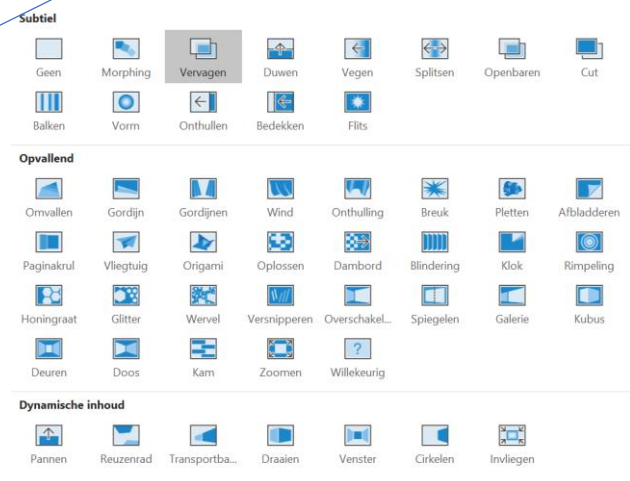 Subtiel
Geen Morphing Vervagen Duwen Vegen Splitsen Openbaren Cut
Balken Vorm Onthullen Bedekken Flits
Opvallend
Omvallen Gordijn Gordijnen Wind Onthulling Breuk Pletten Afbladderen
Paginakrul Vliegtuig Origami Oplossen Dambord Blindering Klok Rimpeling
Honingraat Glitter Wervel Versnipperen Overschakel... Spiegelen Galerie Kubus
Deuren Doos Kam Zoomen Willekeurig
Dynamische inhoud
Pannen Reuzenrad Transportba... Draaien Venster Cirkelen Invliegen